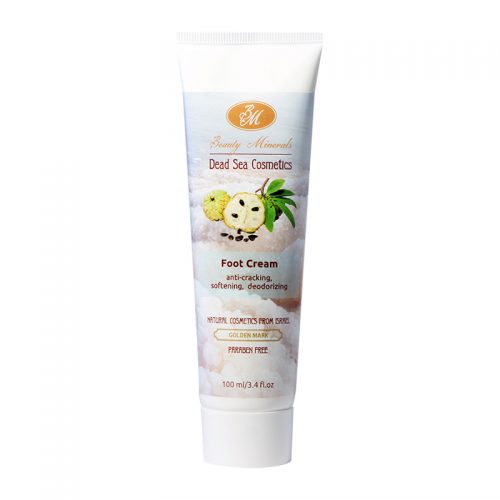 BM
Beauty Minerals
Dead Sea Cosmetics
Foot Cream
anti-cracking,
softening, deodorizing
NATURAL COSMETICS FROM ISRAEL
GOLDEN MARK
PARABEN FREE
100 ml/3.4 fl.oz